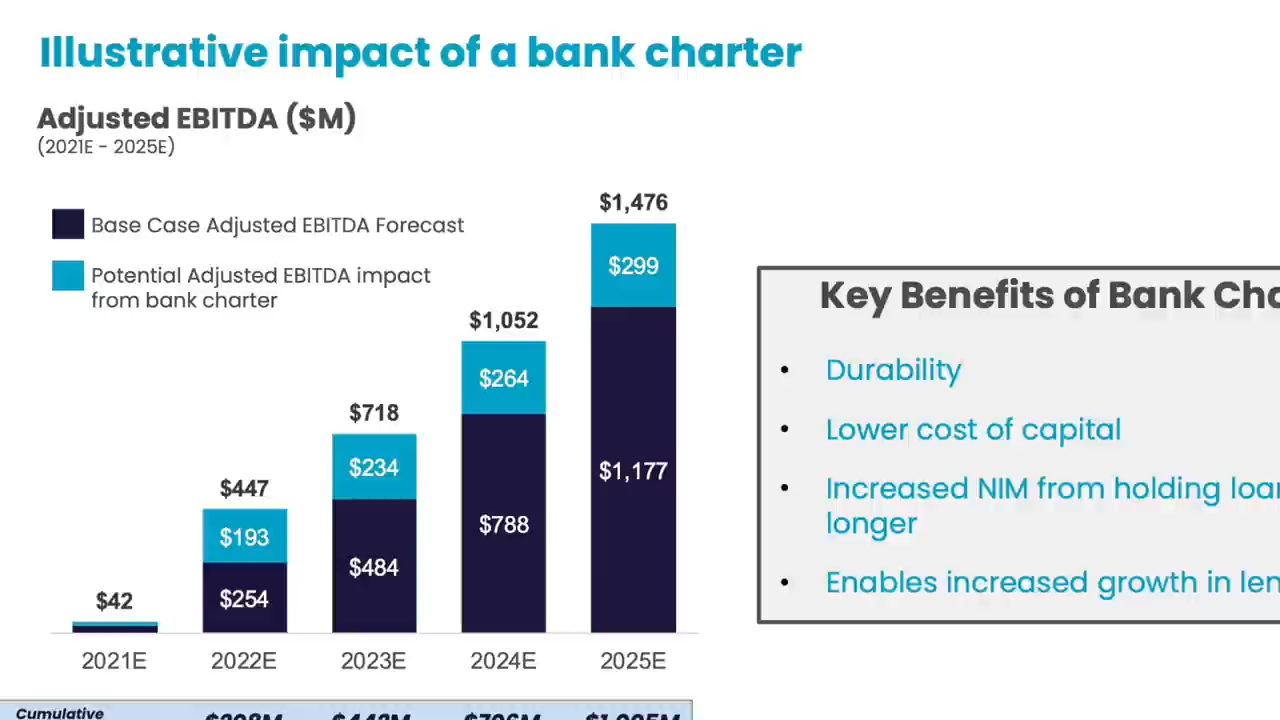 Illustrative impact of a bank charter
Adjusted EBITDA ($M)
(2021E - 2025E)
Base Case Adjusted EBITDA Forecast
Potential Adjusted EBITDA impact
from bank charter
$42
$447
$193
$254
$718
$234
$484
$1,052
$264
$788
$1,476
$299
$1,177
2021E 2022E 2023E 2024E 2025E
Key Benefits of Bank
• Durability
• Lower cost of capital
• Increased NIM from holding
longer
• Enables increased growth in
Cumulative